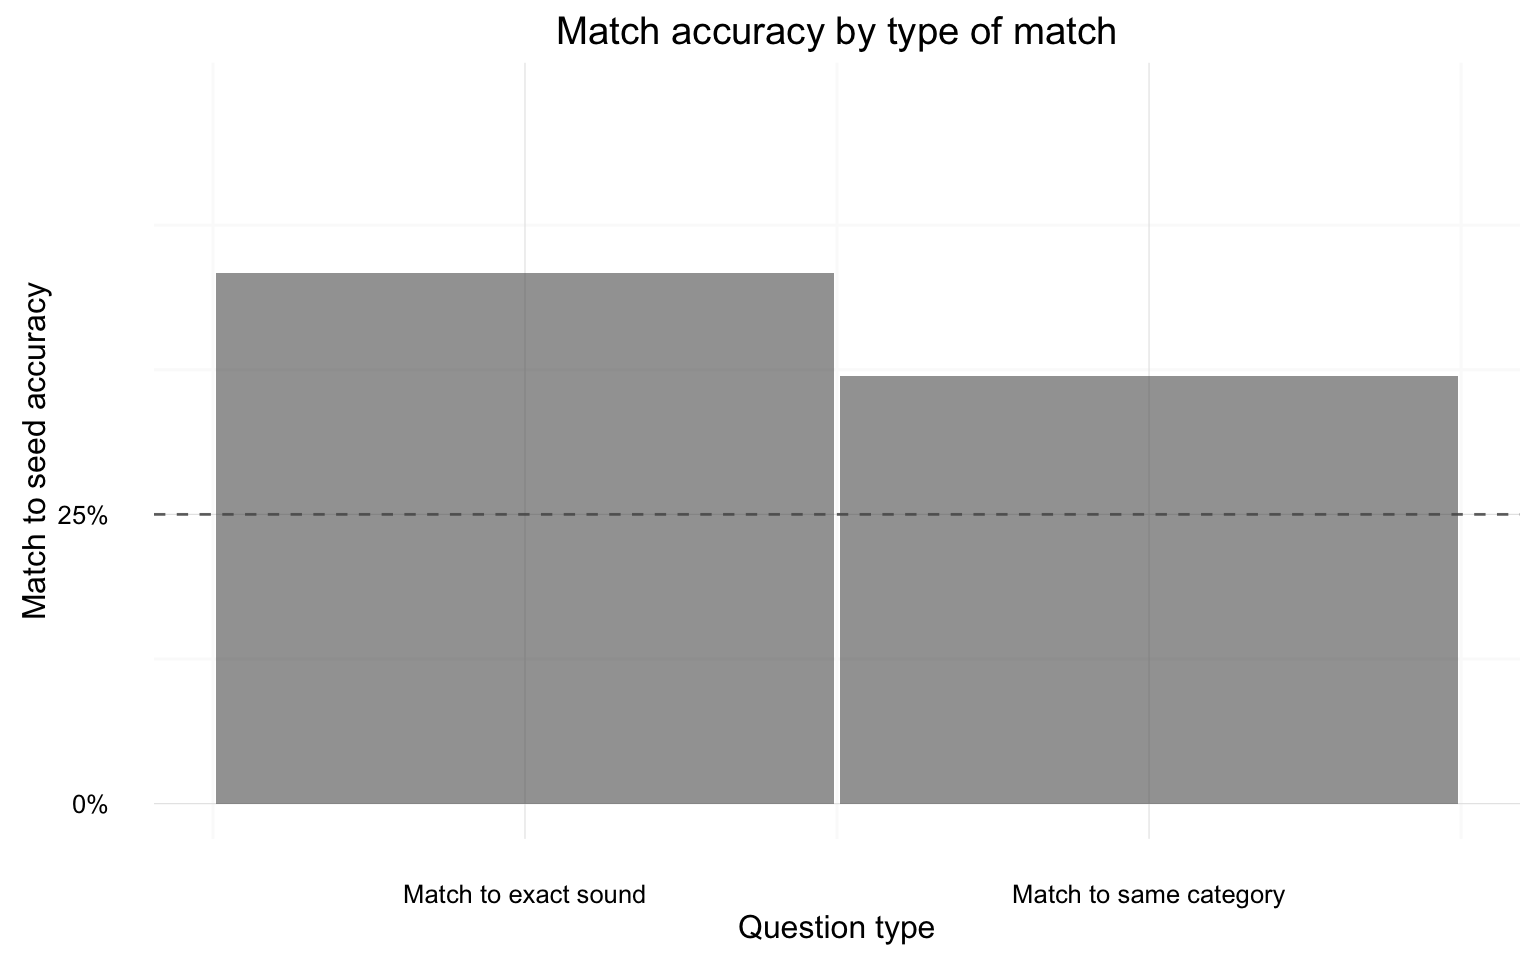 Match accuracy by type of match
Match to seed accuracy
25%
0%
Match to exact sound
Match to same category
Question type